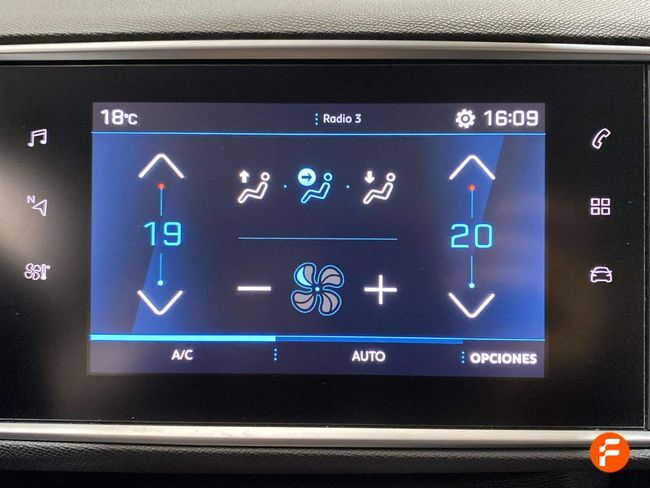 18°C
Radio 3
16:09
N
19
20
A/C
AUTO
OPCIONES